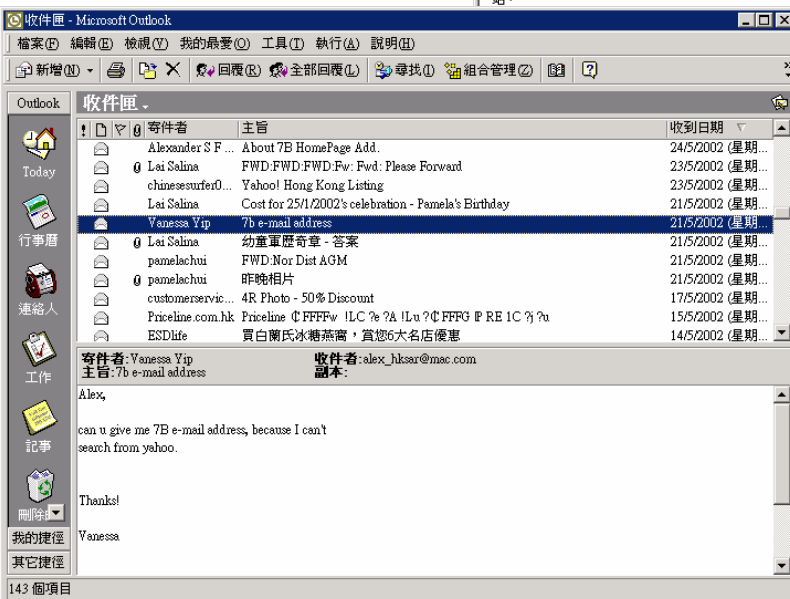 站。
收件匣 - Microsoft Outlook
檔案(F) 編輯(E) 檢視(V) 我的最愛(O) 工具(T) 執行(A) 說明(H)
新增(N) 回覆(R) 全部回覆(L) 尋找(I) 組合管理(Z)
Outlook 收件匣
寄件者 主旨 收到日期
Alexander S F ... About 7B HomePage Add. 24/5/2002 (星期...
Lai Salina FWD:FWD:FWD:Fw: Fwd: Please Forward 23/5/2002 (星期...
chinesesurfer0... Yahoo! Hong Kong Listing 23/5/2002 (星期...
Lai Salina Cost for 25/1/2002's celebration - Pamela's Birthday 21/5/2002 (星期...
Vanessa Yip 7b e-mail address 21/5/2002 (星期...
Lai Salina 幼童軍歷奇章 - 答案 21/5/2002 (星期...
pamelachui FWD:Nor Dist AGM 21/5/2002 (星期...
pamelachui 昨晚相片 21/5/2002 (星期...
customerservic... 4R Photo - 50% Discount 17/5/2002 (星期...
Priceline.com.hk Priceline 15/5/2002 (星期...
ESDlife 買白蘭氏冰糖燕窩，賞您6大名店優惠 14/5/2002 (星期...
Today
行事曆
連絡人
工作
記事
刪除
我的捷徑
其它捷徑
寄件者:Vanessa Yip 收件者:alex_hksar@mac.com
主旨:7b e-mail address 副本:
Alex,
can u give me 7B e-mail address, because I can't
search from yahoo.
Thanks!
Vanessa
143 個項目